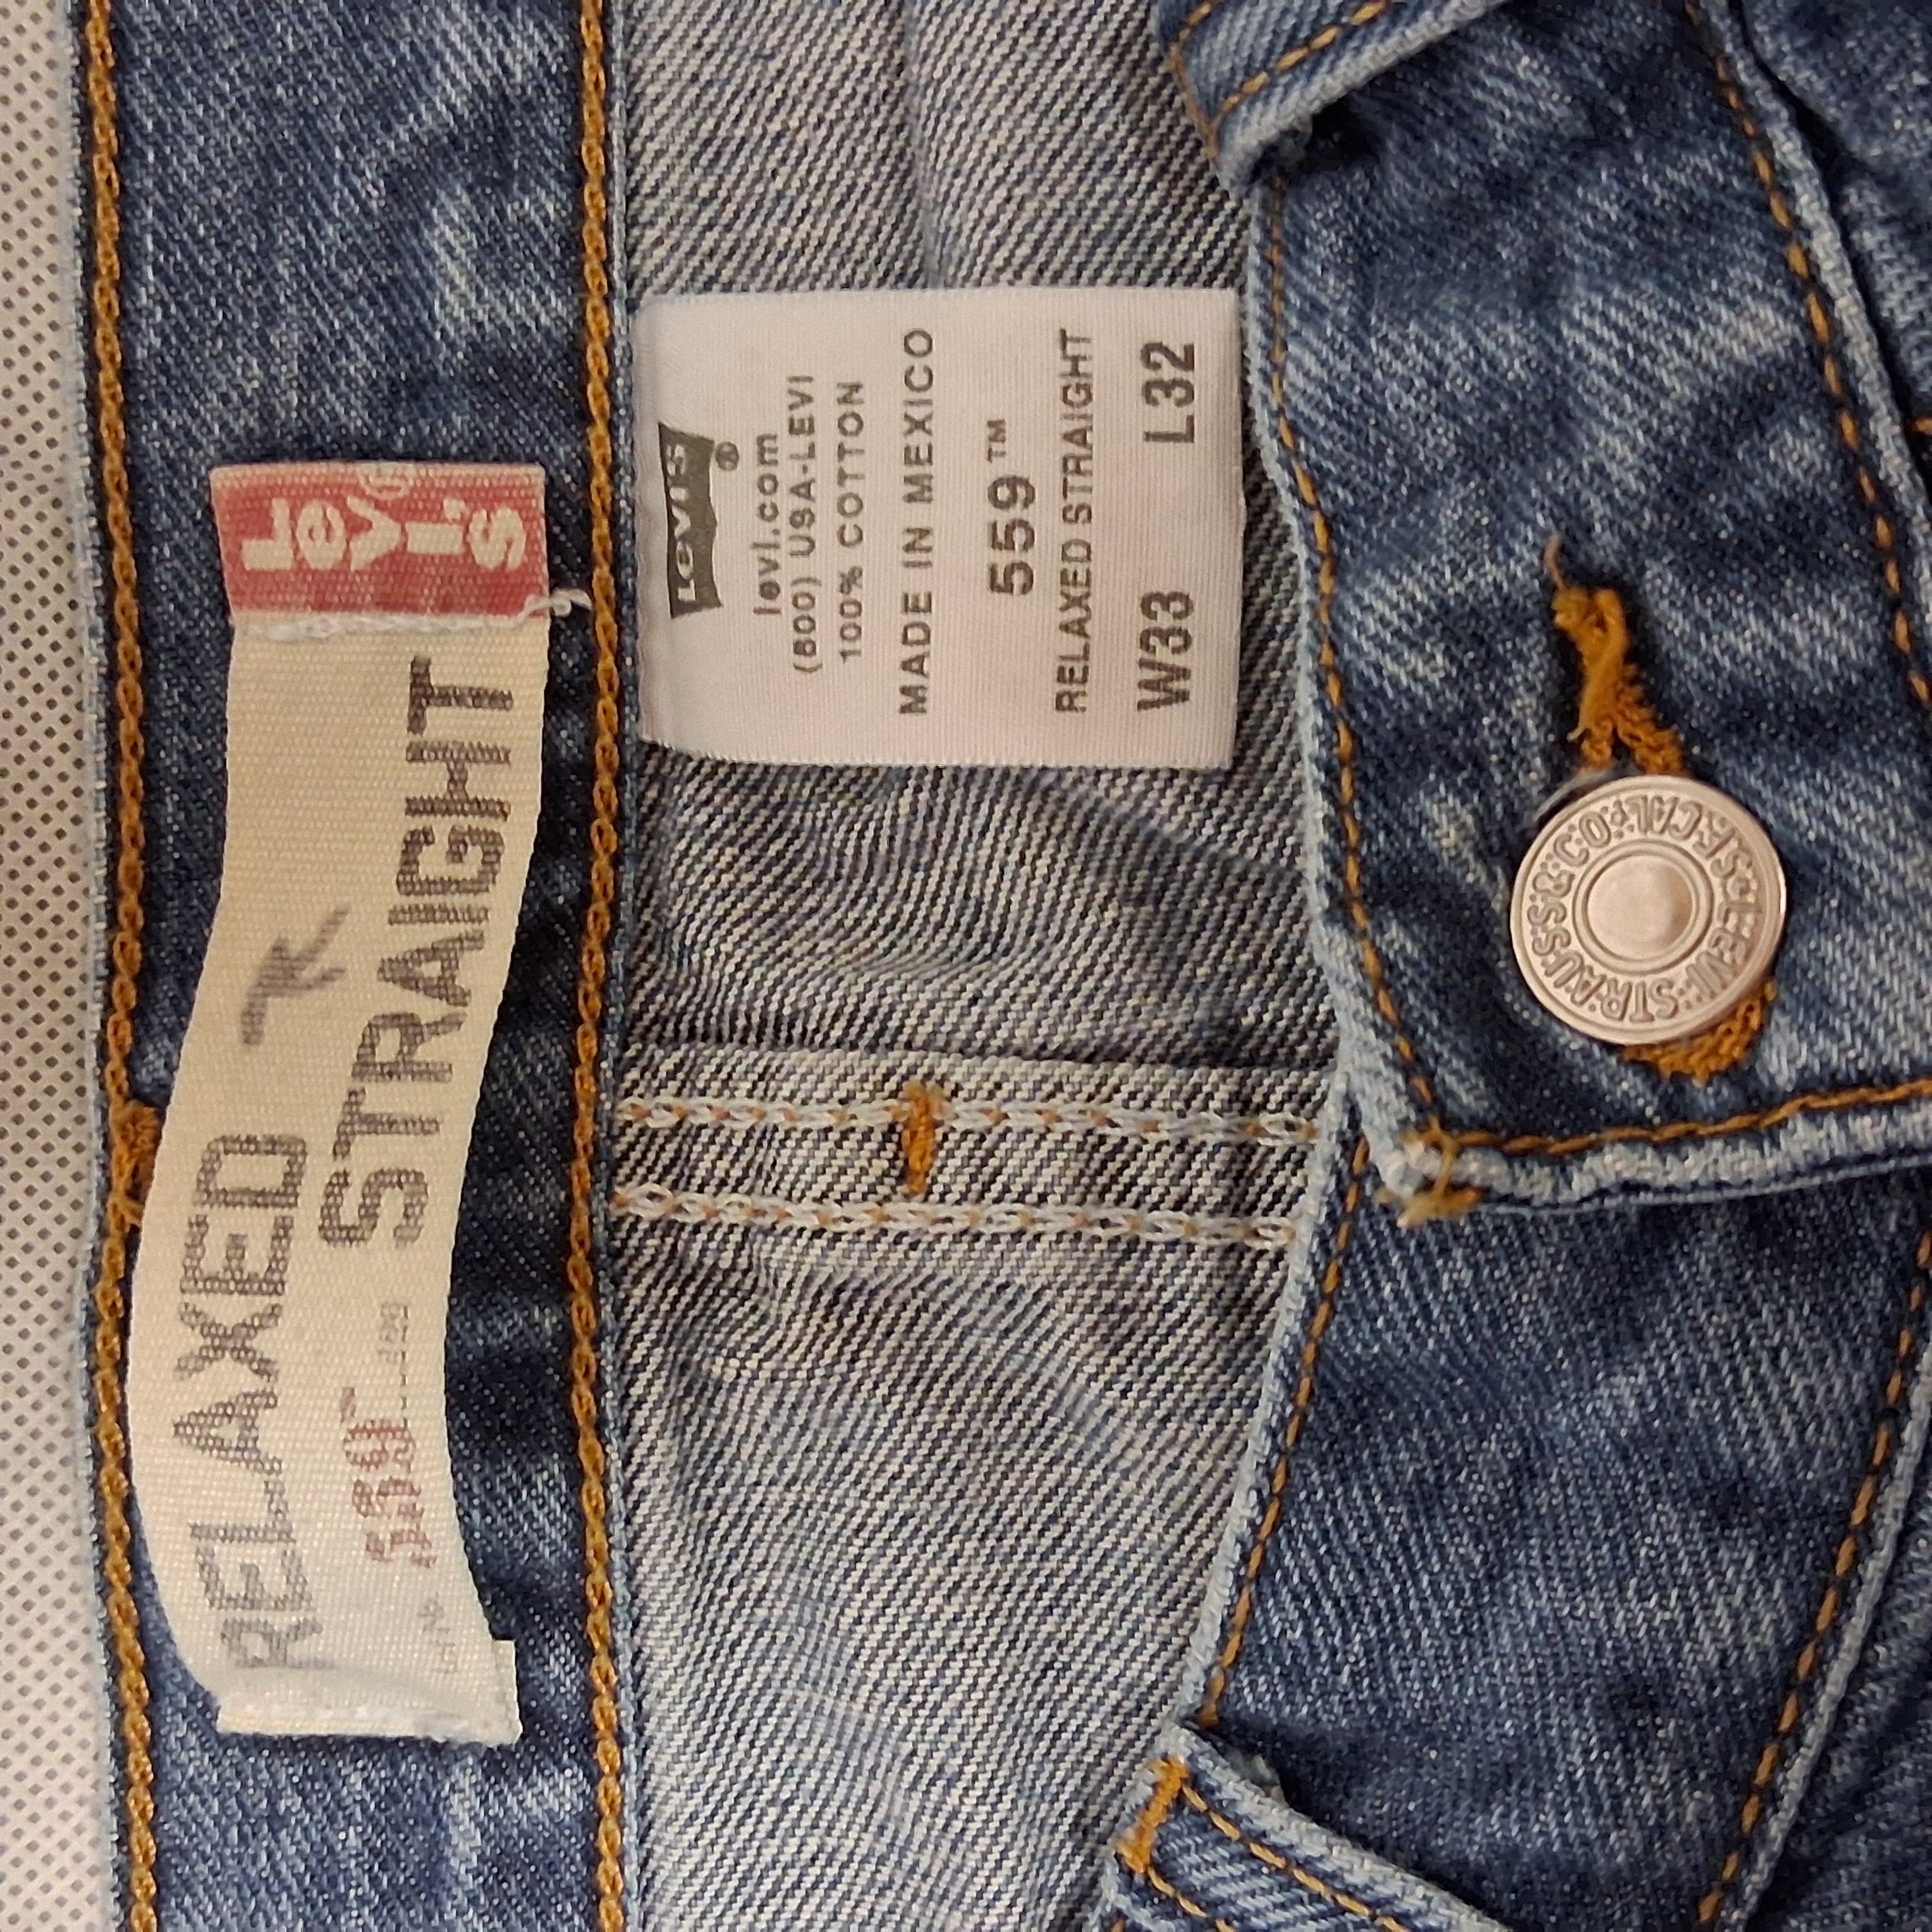 Levi's®
RELAXED
STRAIGHT
559™
LEVI'S®
levi.com
(800) USA-LEVI
100% COTTON
MADE IN MEXICO
559™
RELAXED STRAIGHT
W33 L32
LEVI STRAUSS & CO S.F. CAL